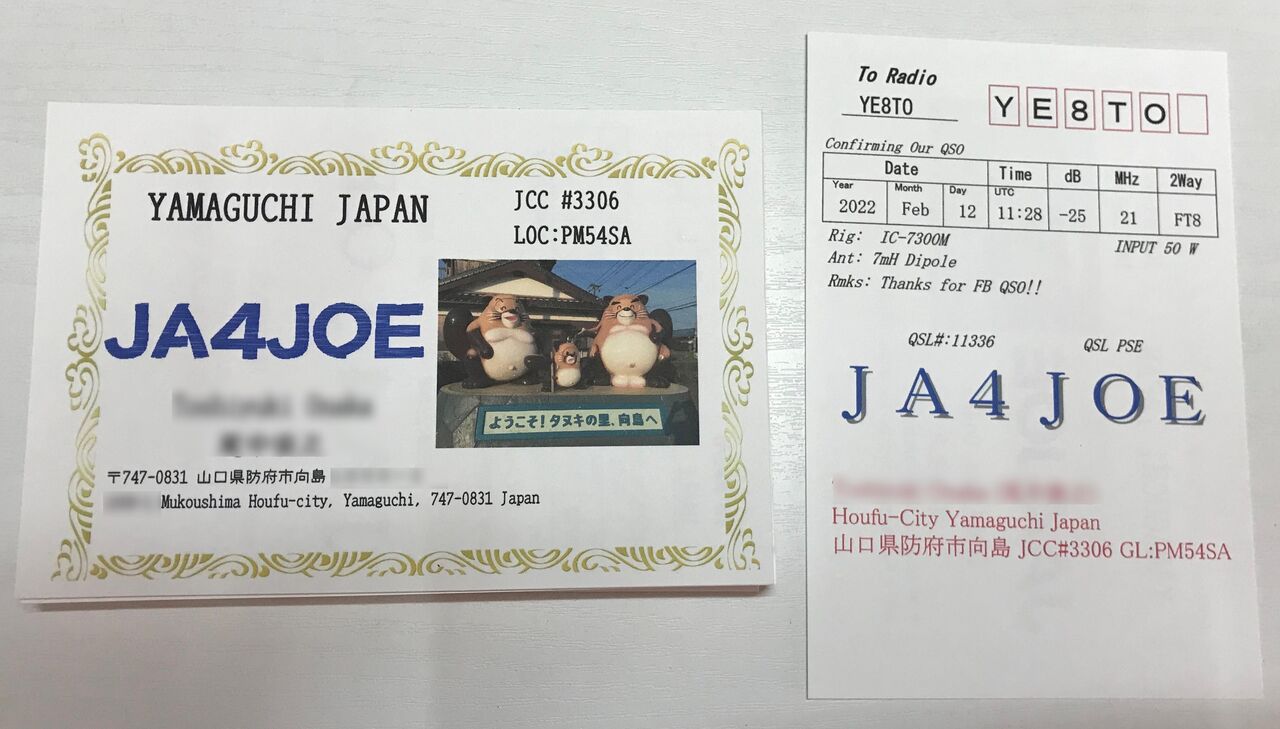 YAMAGUCHI JAPAN
JCC #3306
LOC:PM54SA
JA4JOE
ようこそ！タヌキの里、向島へ
〒747-0831 山口県防府市向島
Mukoushima Houfu-city, Yamaguchi, 747-0831 Japan
To Radio
YE8TO
YE8TO
Confirming Our QSO
Date Time dB MHz 2Way
Year Month Day UTC
2022 Feb 12 11:28 -25 21 FT8
Rig: IC-7300M INPUT 50 W
Ant: 7mH Dipole
Rmks: Thanks for FB QSO!!
QSL#:11336 QSL PSE
JA4JOE
Houfu-City Yamaguchi Japan
山口県防府市向島 JCC#3306 GL:PM54SA